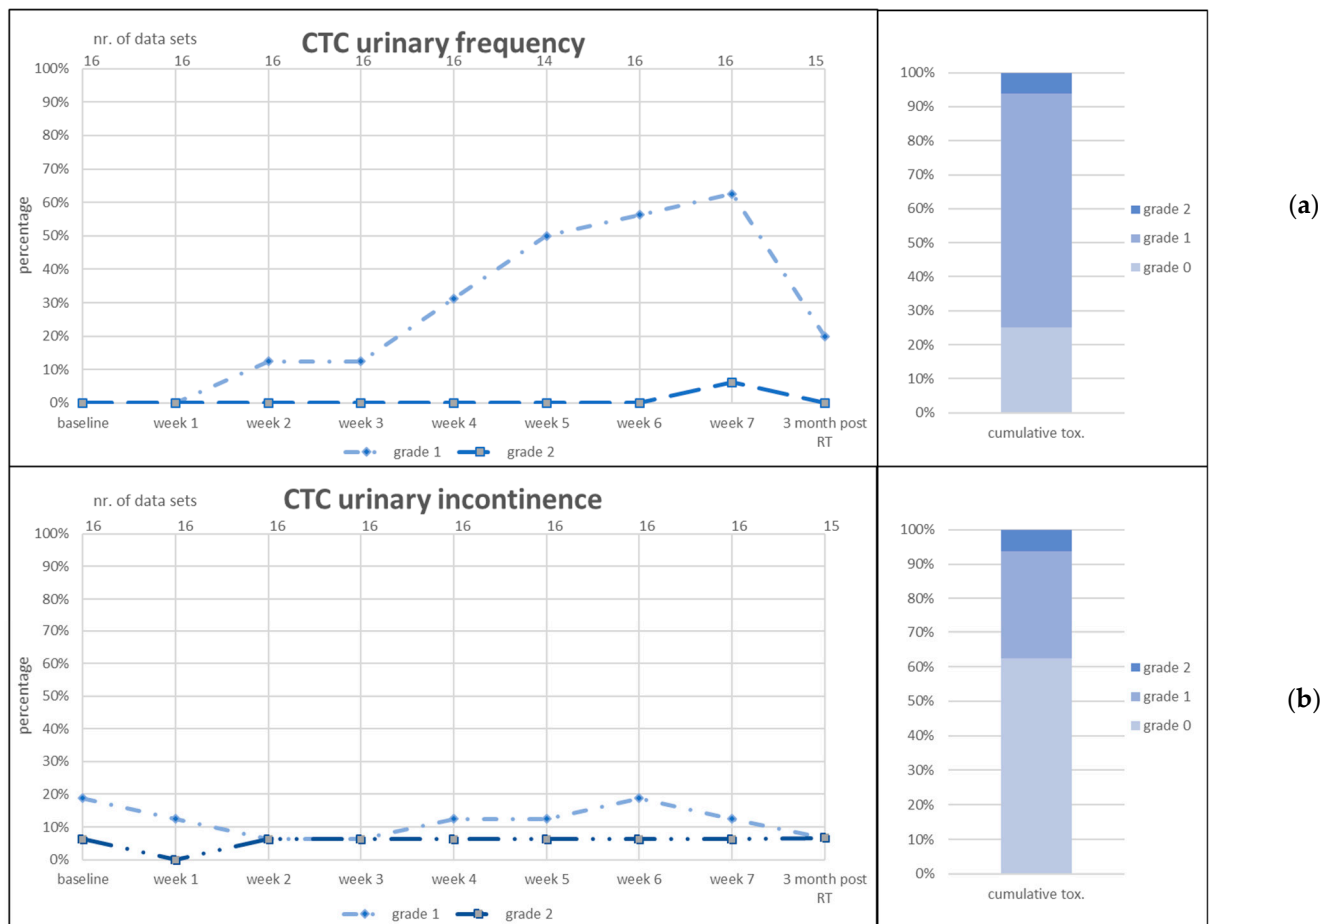 nr. of data sets
CTC urinary frequency
16 16 16 16 16 14 16 16 15
100%
90%
80%
70%
60%
50%
40%
30%
20%
10%
0%
percentage
baseline week 1 week 2 week 3 week 4 week 5 week 6 week 7 3 month post
RT
grade 1 grade 2
100%
90%
80%
70%
60%
50%
40%
30%
20%
10%
0%
cumulative tox.
grade 2
grade 1
grade 0
(a)
nr. of data sets
CTC urinary incontinence
16 16 16 16 16 16 16 16 15
100%
90%
80%
70%
60%
50%
40%
30%
20%
10%
0%
percentage
baseline week 1 week 2 week 3 week 4 week 5 week 6 week 7 3 month post
RT
grade 1 grade 2
100%
90%
80%
70%
60%
50%
40%
30%
20%
10%
0%
cumulative tox.
grade 2
grade 1
grade 0
(b)